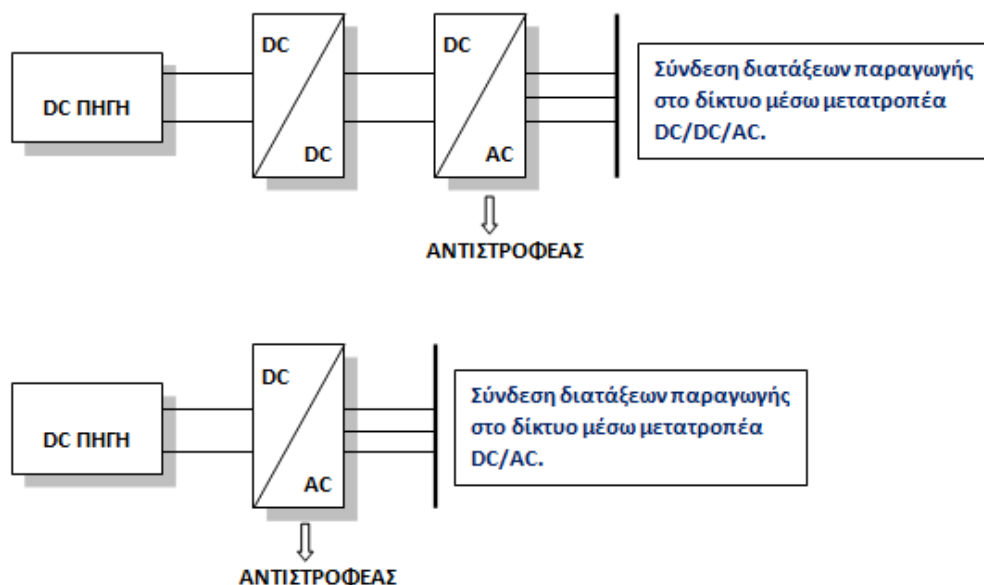 DC ΠΗΓΗ
DC
DC
DC
AC
Σύνδεση διατάξεων παραγωγής
στο δίκτυο μέσω μετατροπέα
DC/DC/AC.
ΑΝΤΙΣΤΡΟΦΕΑΣ
DC ΠΗΓΗ
DC
AC
Σύνδεση διατάξεων παραγωγής
στο δίκτυο μέσω μετατροπέα
DC/AC.
ΑΝΤΙΣΤΡΟΦΕΑΣ